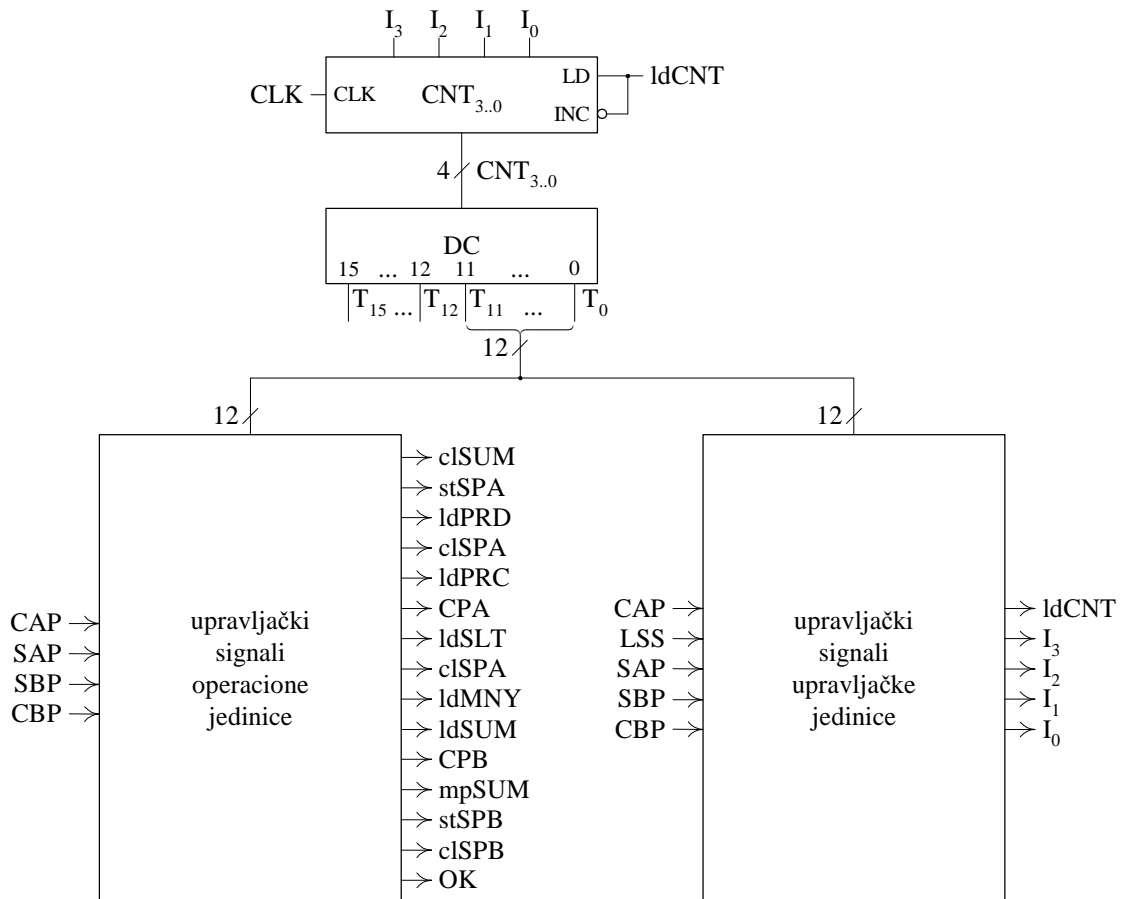 I3 I2 I1 I0
CLK CLK CNT3..0 LD ldCNT
INC
4 CNT3..0
DC
15 ... 12 11 ... 0
T15 ... T12 T11 ... T0
12
12 12
clSUM
stSPA
ldPRD
clSPA
ldPRC
CPA
ldSLT
clSPA
ldMNY
ldSUM
CPB
mpSUM
stSPB
clSPB
OK
CAP
SAP
SBP
CBP
upravljački
signali
operacione
jedinice
CAP
LSS
SAP
SBP
CBP
upravljački
signali
upravljačke
jedinice
ldCNT
I3
I2
I1
I0